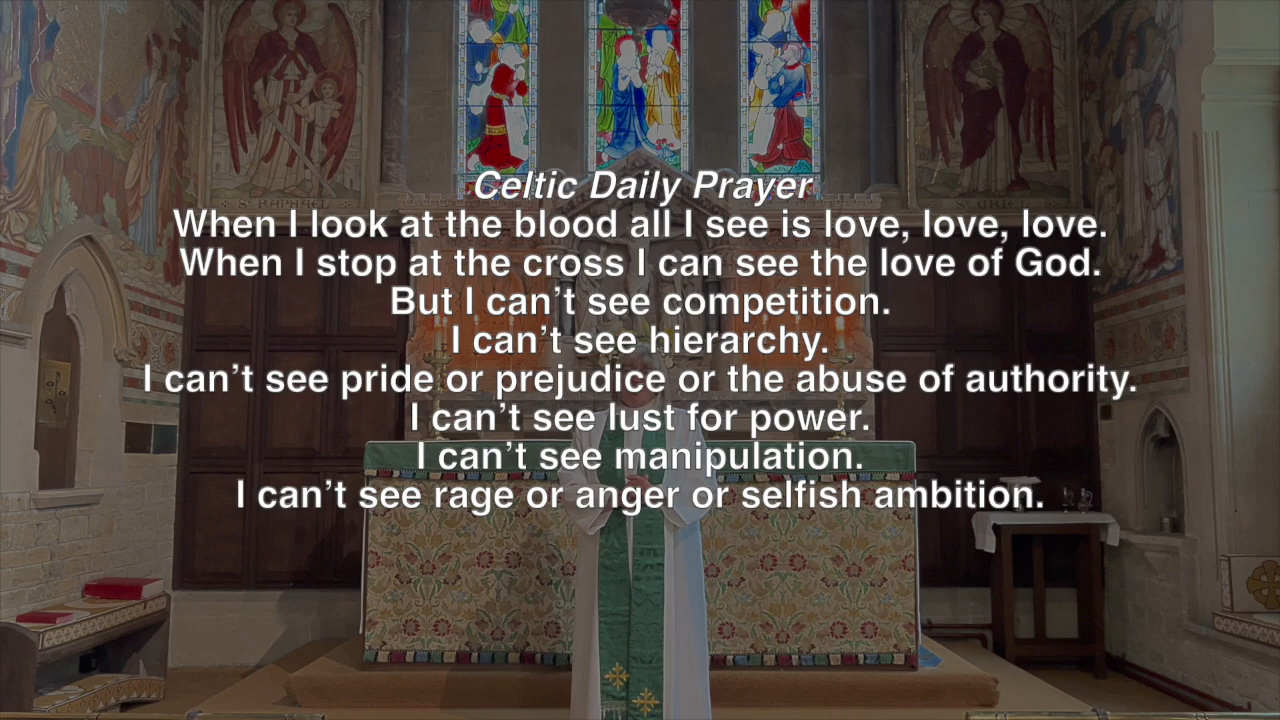 S RAPHAEL
S URIEL
Celtic Daily Prayer
When I look at the blood all I see is love, love, love.
When I stop at the cross I can see the love of God.
But I can’t see competition.
I can’t see hierarchy.
I can’t see pride or prejudice or the abuse of authority.
I can’t see lust for power.
I can’t see manipulation.
I can’t see rage or anger or selfish ambition.